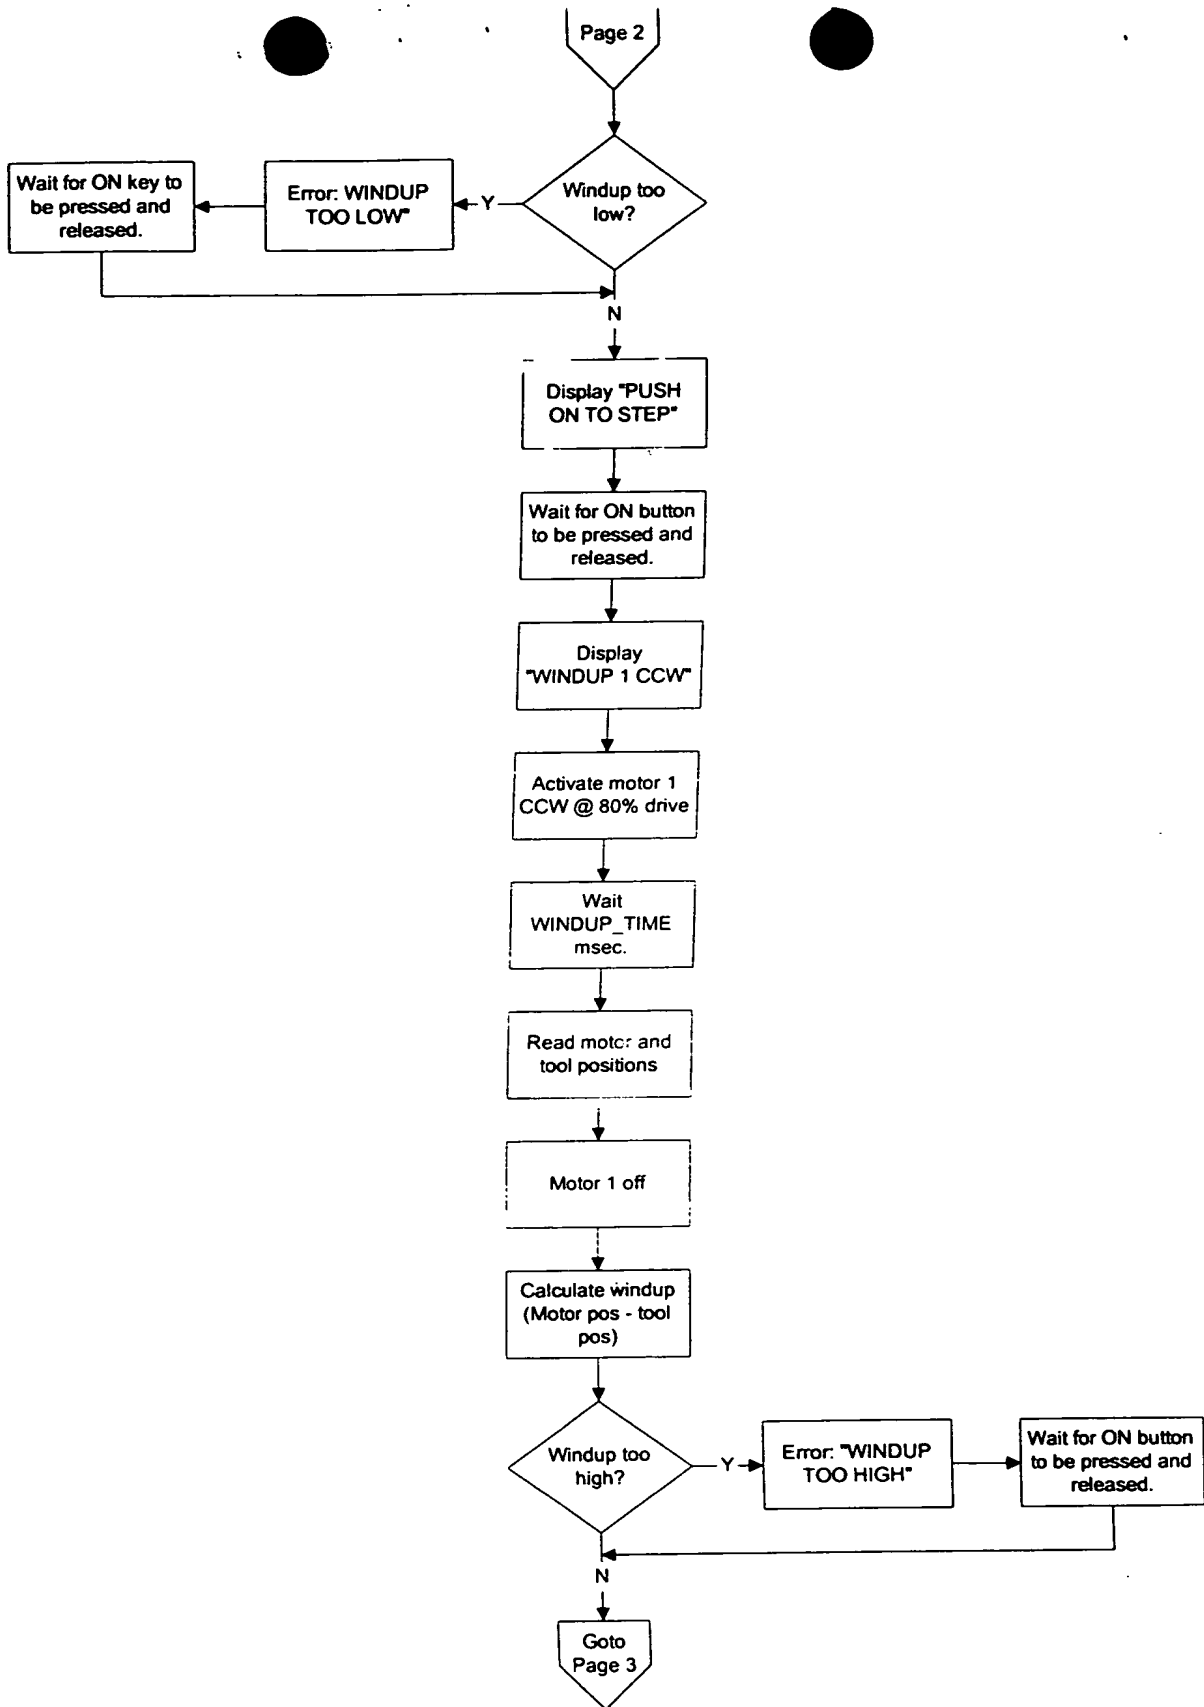 Page 2
Windup too
low?
Y
Error: WINDUP
TOO LOW"
Wait for ON key to
be pressed and
released.
N
Display "PUSH
ON TO STEP"
Wait for ON button
to be pressed and
released.
Display
"WINDUP 1 CCW"
Activate motor 1
CCW @ 80% drive
Wait
WINDUP_TIME
msec.
Read motor and
tool positions
Motor 1 off
Calculate windup
(Motor pos - tool
pos)
Windup too
high?
Y
Error: "WINDUP
TOO HIGH"
Wait for ON button
to be pressed and
released.
N
Goto
Page 3